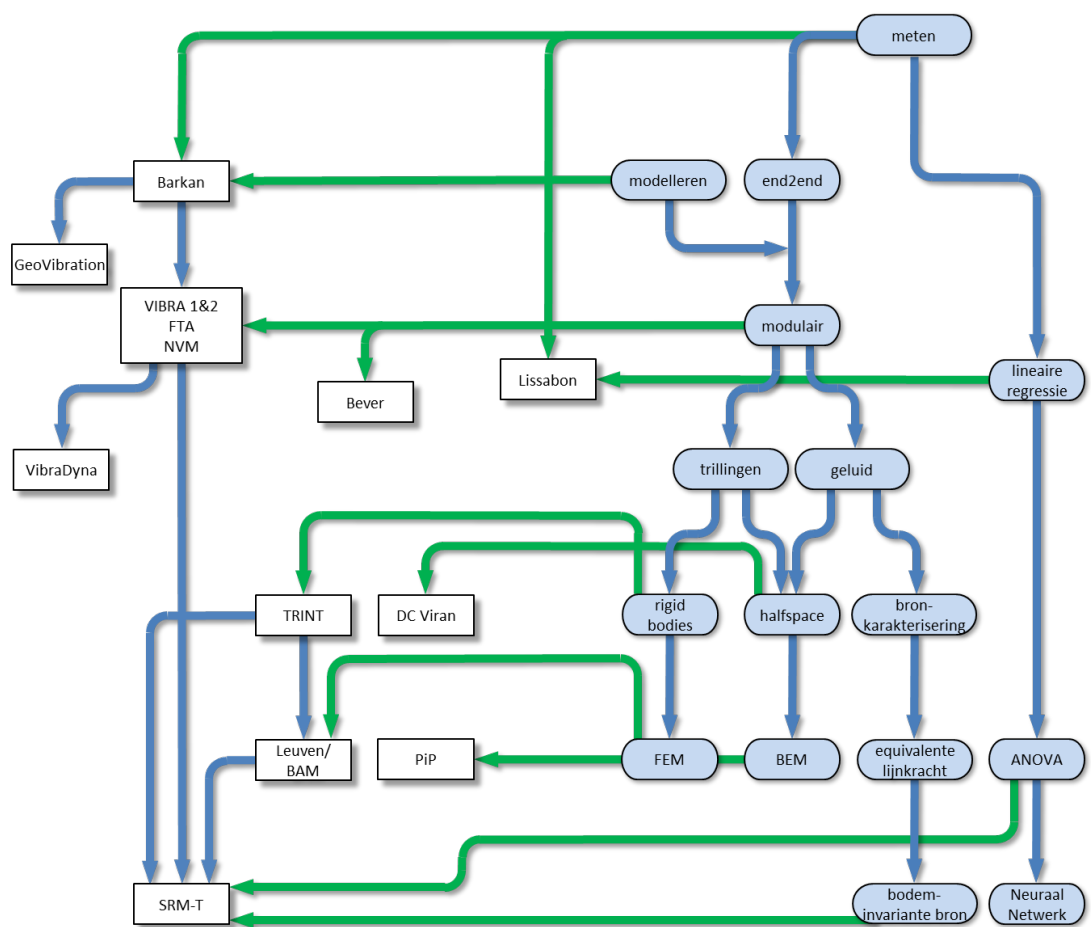 meten
Barkan
modelleren
end2end
GeoVibration
VIBRA 1&2
FTA
NVM
modulair
Bever
Lissabon
lineaire
regressie
VibraDyna
trillingen
geluid
TRINT
DC Viran
rigid
bodies
halfspace
bron-
karakterisering
Leuven/
BAM
PiP
FEM
BEM
equivalente
lijnkracht
ANOVA
SRM-T
bodem-
invariante bron
Neuraal
Netwerk